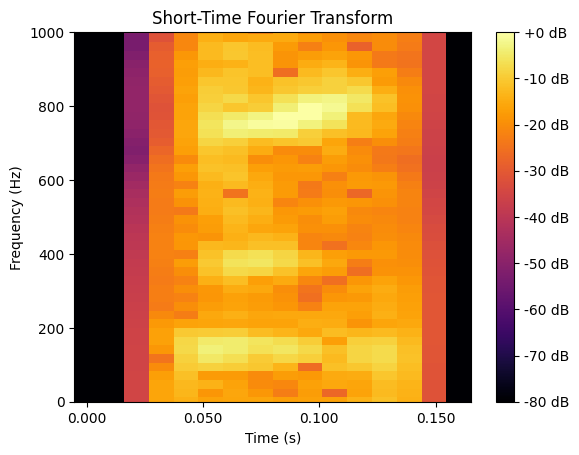 Short-Time Fourier Transform
Frequency (Hz)
1000
800
600
400
200
0
0.000
0.050
0.100
0.150
Time (s)
+0 dB
-10 dB
-20 dB
-30 dB
-40 dB
-50 dB
-60 dB
-70 dB
-80 dB